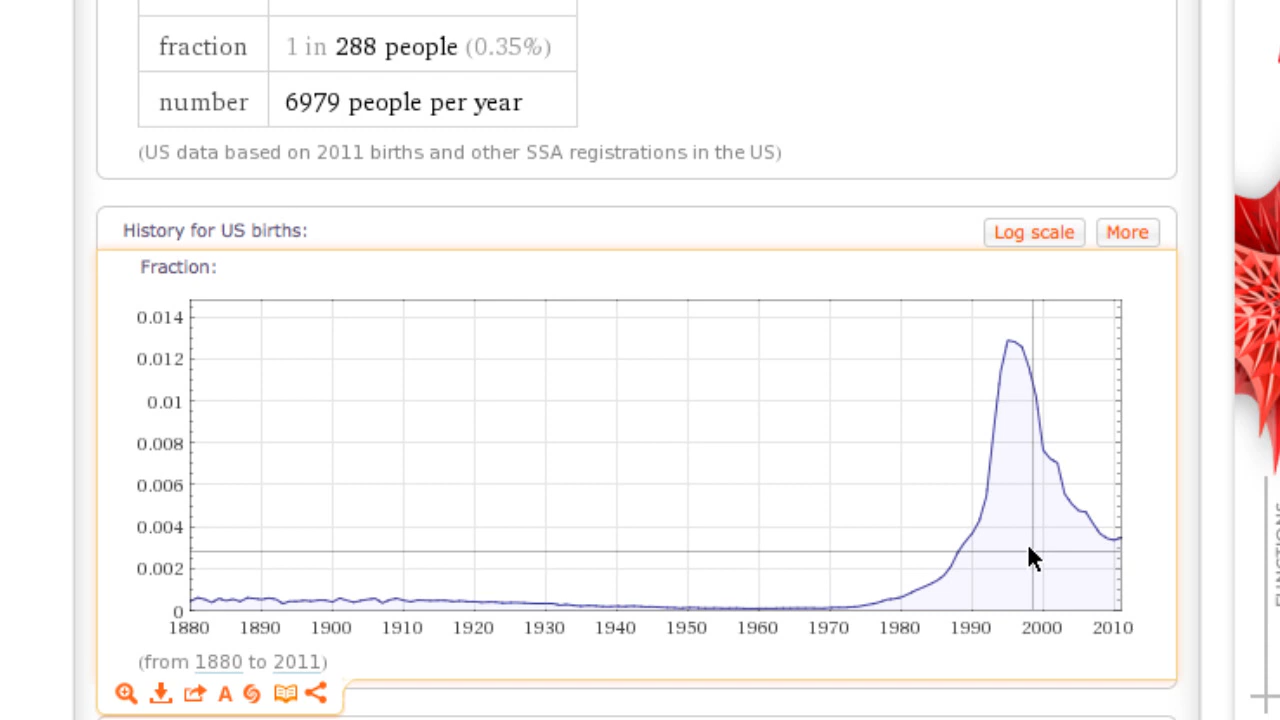 fraction 1 in 288 people (0.35%)
number 6979 people per year
(US data based on 2011 births and other SSA registrations in the US)
History for US births:
Log scale More
Fraction:
0.014
0.012
0.01
0.008
0.006
0.004
0.002
0
1880 1890 1900 1910 1920 1930 1940 1950 1960 1970 1980 1990 2000 2010
(from 1880 to 2011)
A